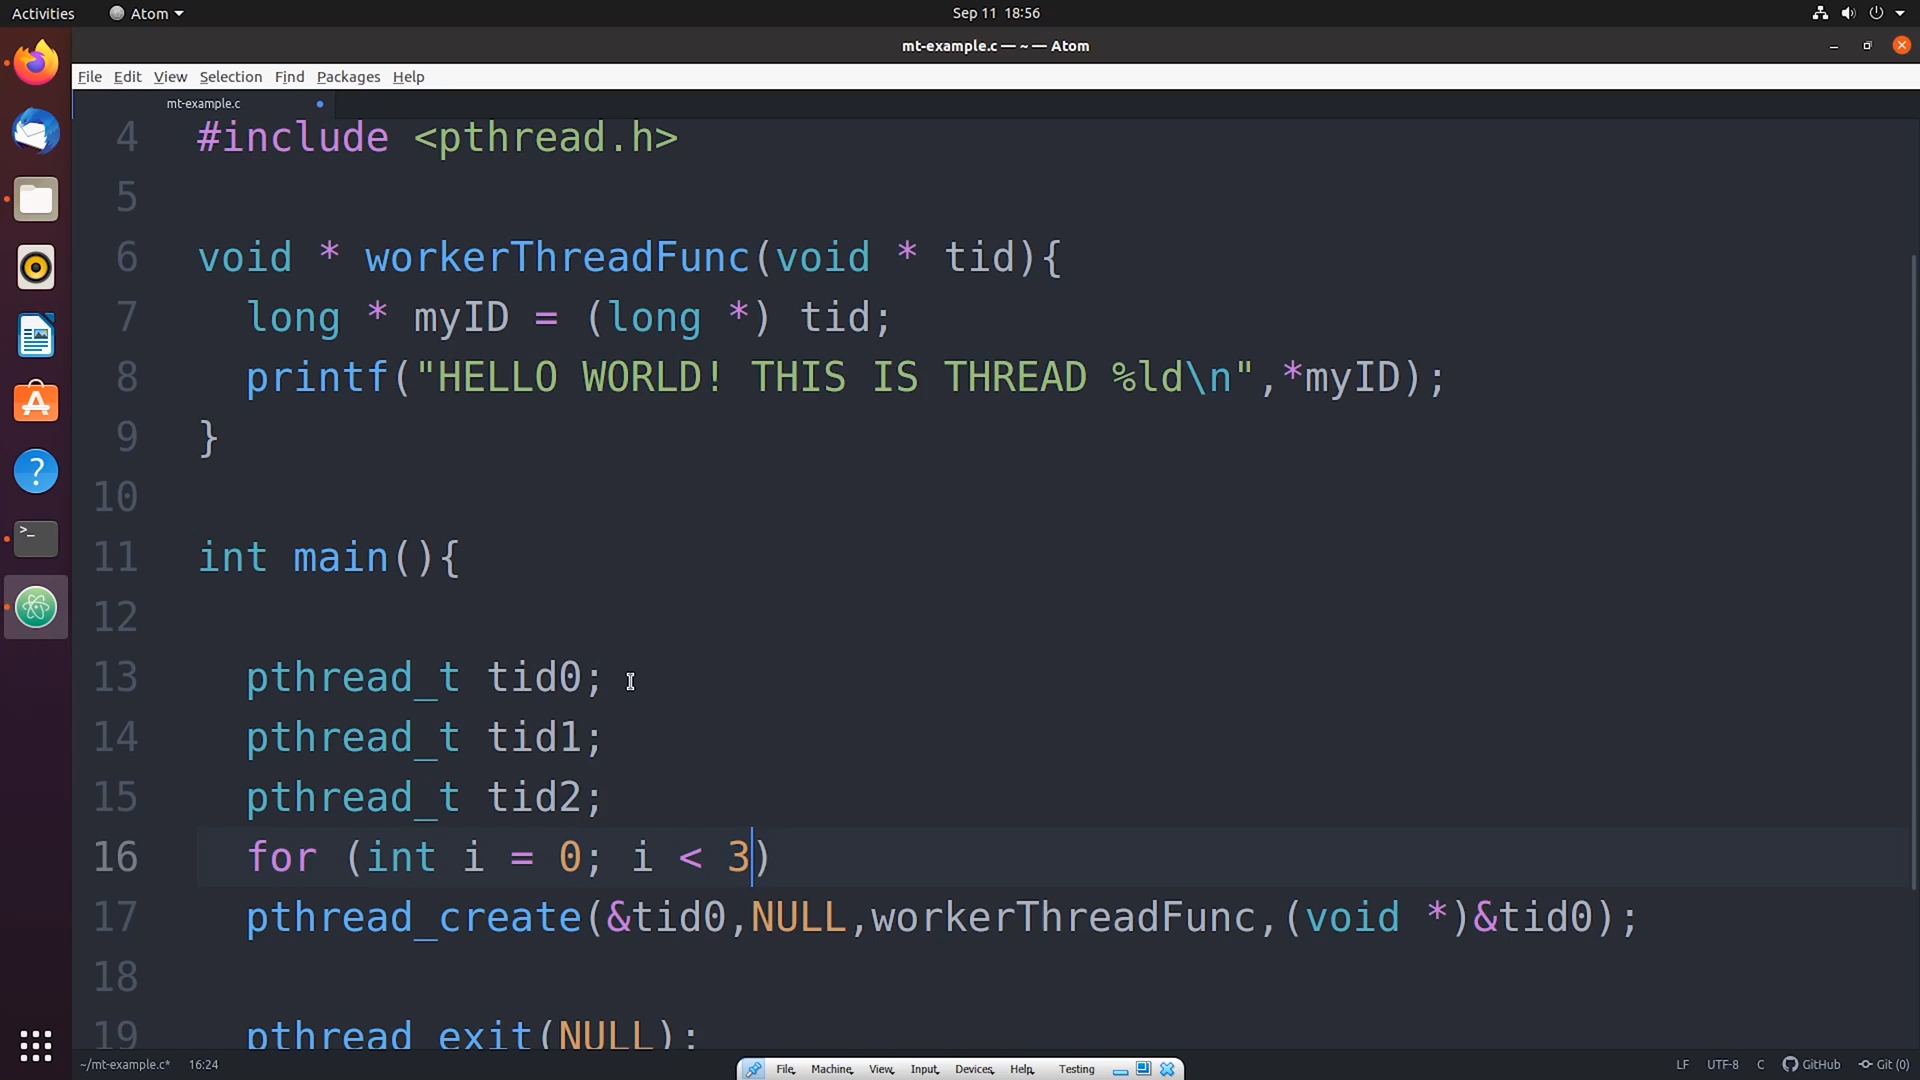 Activities Atom Sep 11 18:56
mt-example.c — ~ — Atom
File Edit View Selection Find Packages Help
mt-example.c
4 #include <pthread.h>
5
6 void * workerThreadFunc(void * tid){
7 long * myID = (long *) tid;
8 printf("HELLO WORLD! THIS IS THREAD %ld\n",*myID);
9 }
10
11 int main(){
12
13 pthread_t tid0;
14 pthread_t tid1;
15 pthread_t tid2;
16 for (int i = 0; i < 3)
17 pthread_create(&tid0,NULL,workerThreadFunc,(void *)&tid0);
18
19 pthread_exit(NULL);
~/mt-example.c* 16:24 LF UTF-8 C GitHub Git (0)
File Machine View Input Devices Help Testing